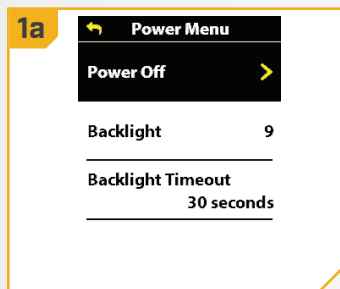 1a
Power Menu
Power Off
Backlight 9
Backlight Timeout
30 seconds